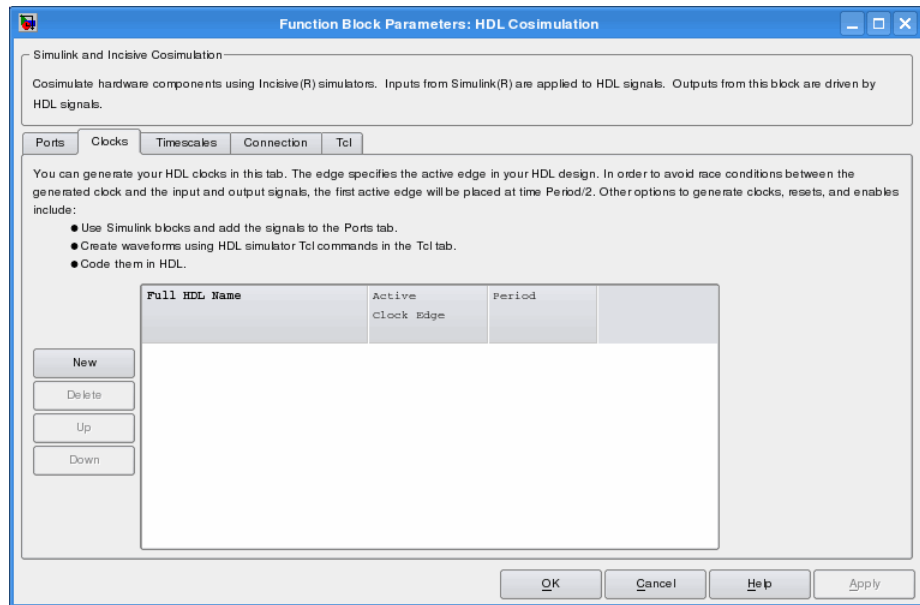 Function Block Parameters: HDL Cosimulation
Simulink and Incisive Cosimulation
Cosimulate hardware components using Incisive(R) simulators. Inputs from Simulink(R) are applied to HDL signals. Outputs from this block are driven by
HDL signals.
Ports Clocks Timescales Connection Tcl
You can generate your HDL clocks in this tab. The edge specifies the active edge in your HDL design. In order to avoid race conditions between the
generated clock and the input and output signals, the first active edge will be placed at time Period/2. Other options to generate clocks, resets, and enables
include:
● Use Simulink blocks and add the signals to the Ports tab.
● Create waveforms using HDL simulator Tcl commands in the Tcl tab.
● Code them in HDL.
Full HDL Name Active Period
Clock Edge
New
Delete
Up
Down
OK Cancel Help Apply